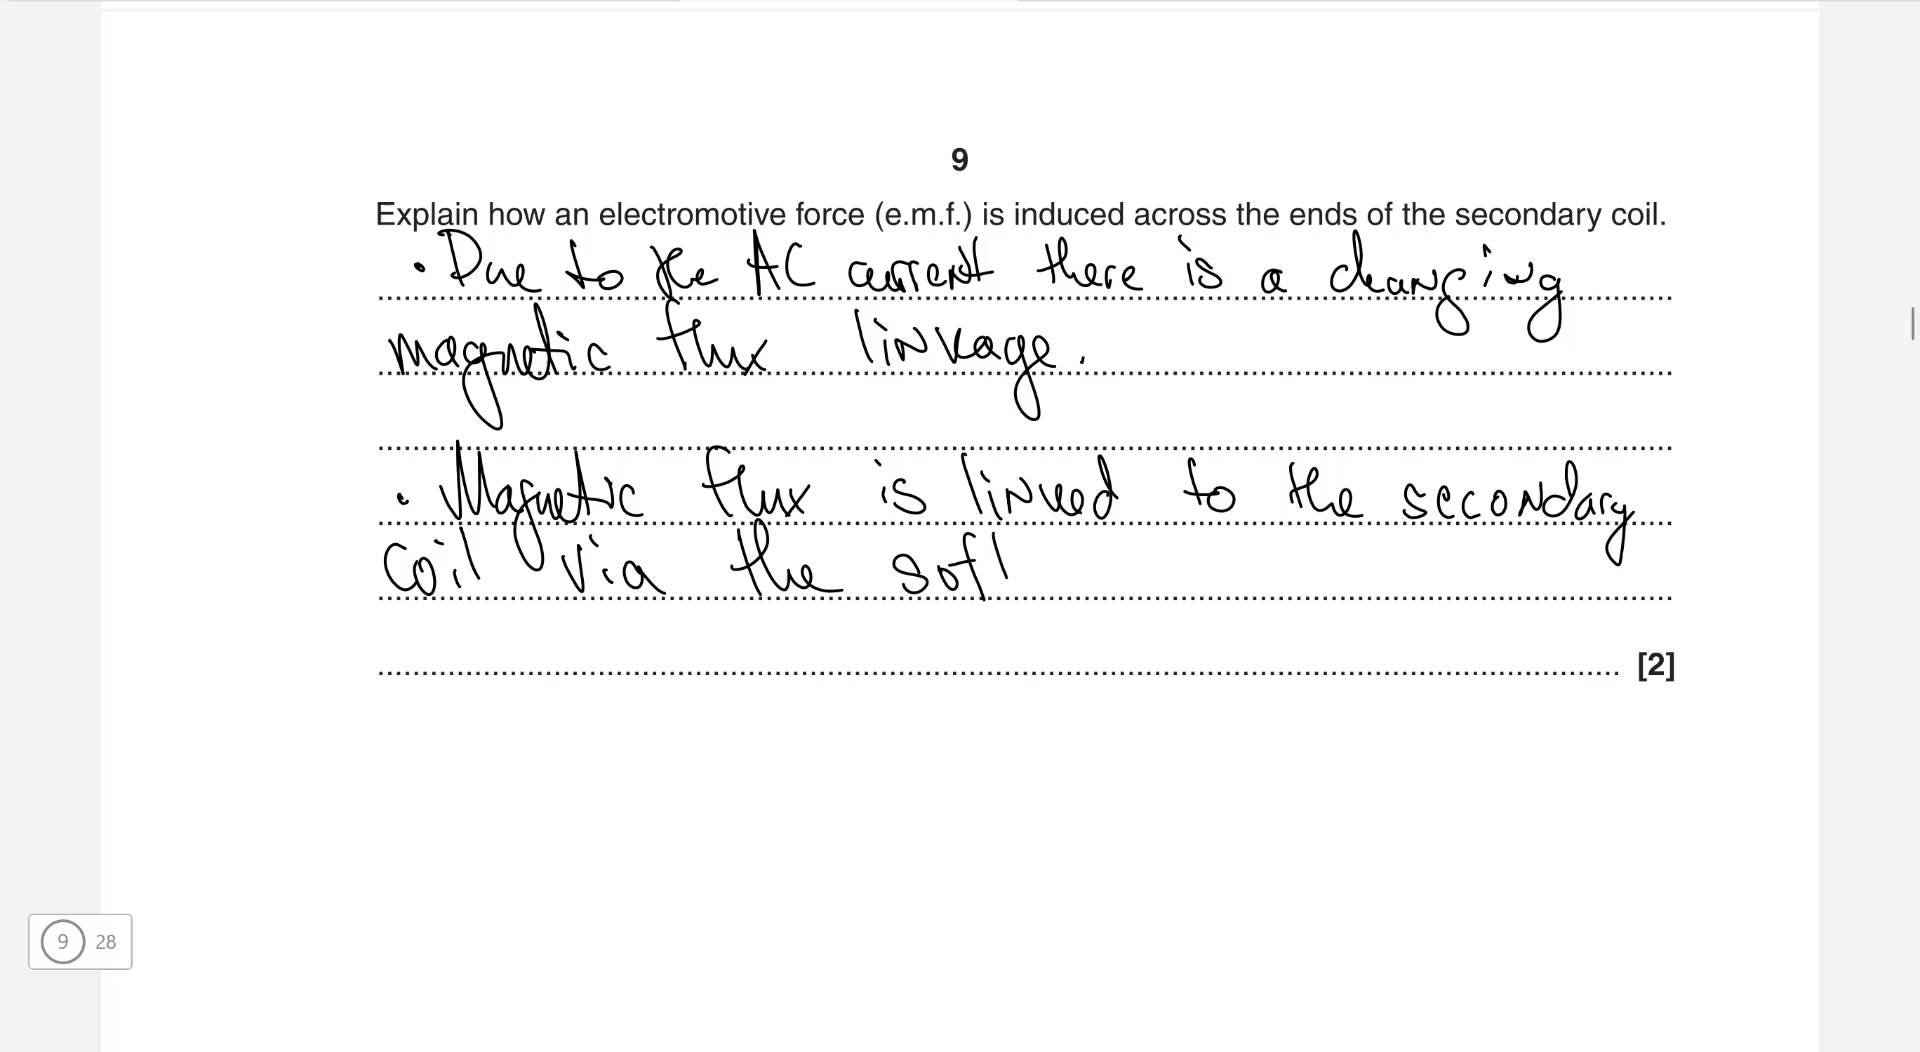 9
Explain how an electromotive force (e.m.f.) is induced across the ends of the secondary coil.
• Due to the AC current there is a changing
magnetic flux linkage.
• Magnetic flux is linked to the secondary
coil via the sof
[2]
9 28